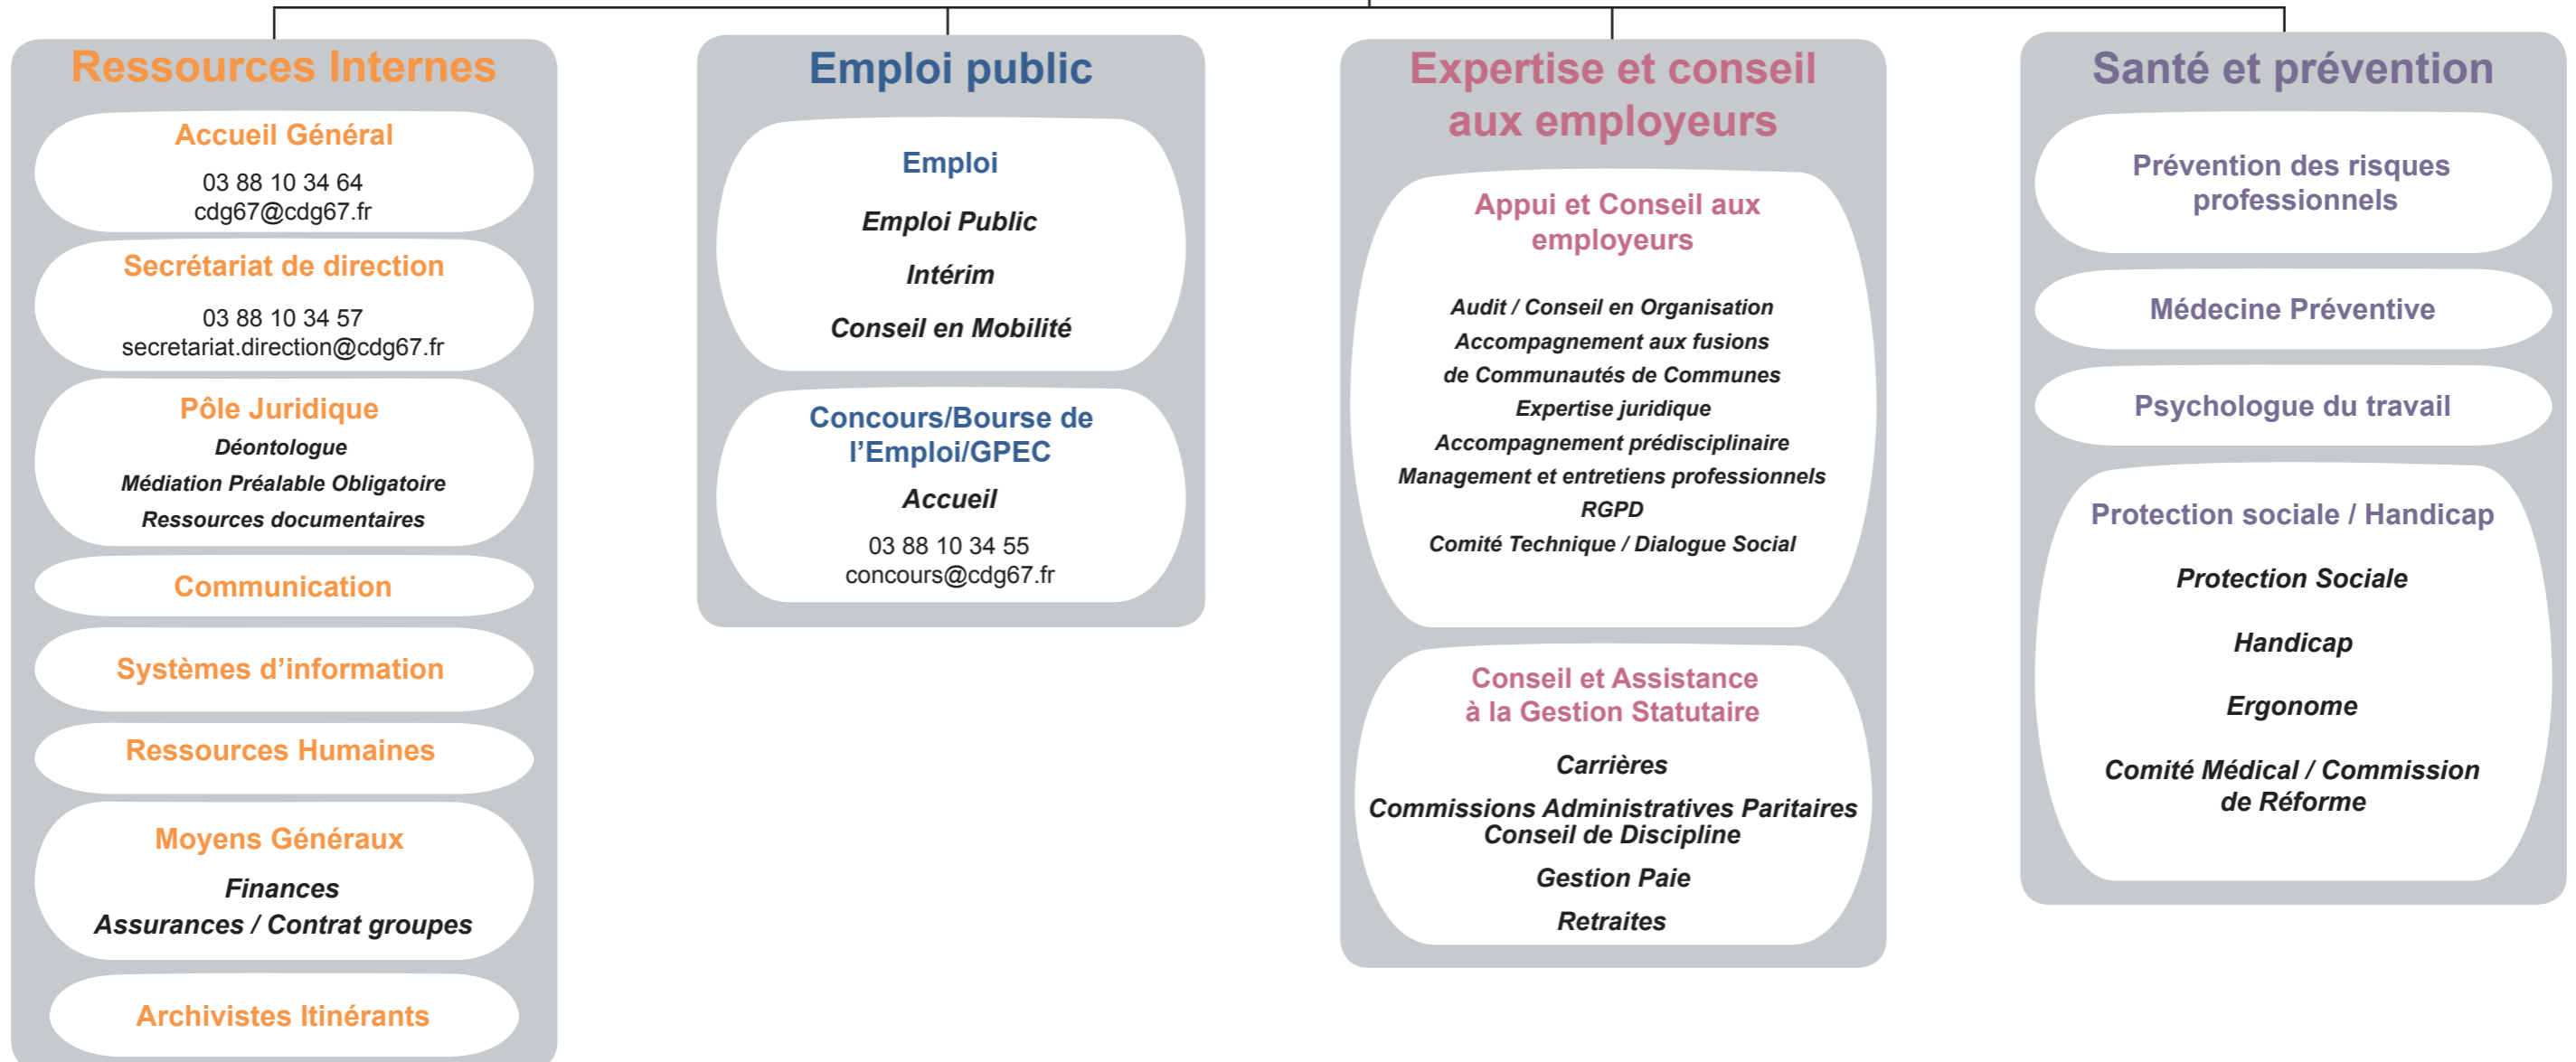 Ressources Internes
Accueil Général
03 88 10 34 64
cdg67@cdg67.fr
Secrétariat de direction
03 88 10 34 57
secretariat.direction@cdg67.fr
Pôle Juridique
Déontologue
Médiation Préalable Obligatoire
Ressources documentaires
Communication
Systèmes d’information
Ressources Humaines
Moyens Généraux
Finances
Assurances / Contrat groupes
Archivistes Itinérants
Emploi public
Emploi
Emploi Public
Intérim
Conseil en Mobilité
Concours/Bourse de
l’Emploi/GPEC
Accueil
03 88 10 34 55
concours@cdg67.fr
Expertise et conseil
aux employeurs
Appui et Conseil aux
employeurs
Audit / Conseil en Organisation
Accompagnement aux fusions
de Communautés de Communes
Expertise juridique
Accompagnement prédisciplinaire
Management et entretiens professionnels
RGPD
Comité Technique / Dialogue Social
Conseil et Assistance
à la Gestion Statutaire
Carrières
Commissions Administratives Paritaires
Conseil de Discipline
Gestion Paie
Retraites
Santé et prévention
Prévention des risques
professionnels
Médecine Préventive
Psychologue du travail
Protection sociale / Handicap
Protection Sociale
Handicap
Ergonome
Comité Médical / Commission
de Réforme